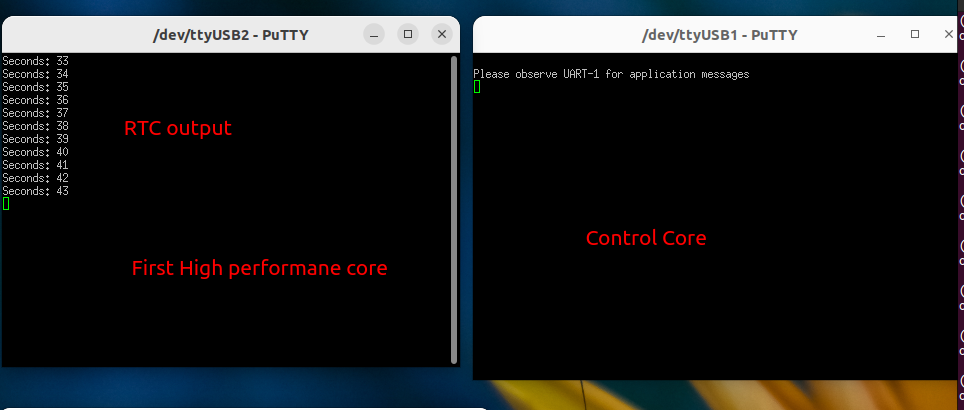 /dev/ttyUSB2 - PuTTY
Seconds: 33
Seconds: 34
Seconds: 35
Seconds: 36
Seconds: 37
Seconds: 38
Seconds: 39
Seconds: 40
Seconds: 41
Seconds: 42
Seconds: 43
RTC output
First High performane core
/dev/ttyUSB1 - PuTTY
Please observe UART-1 for application messages
Control Core